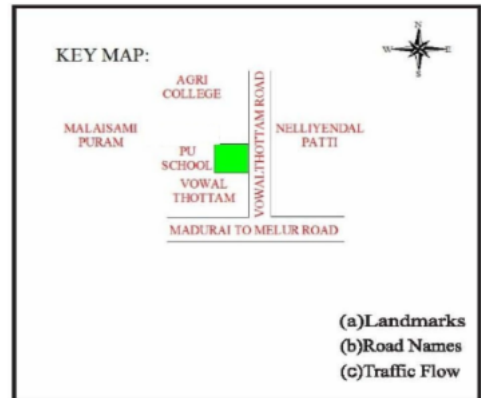 N
W E
S
KEY MAP:
AGRI
COLLEGE
MALAISAMI
PURAM
VOWALTHOTTAM ROAD
NELLIYENDAL
PATTI
PU
SCHOOL
VOWAL
THOTTAM
MADURAI TO MELUR ROAD
(a)Landmarks
(b)Road Names
(c)Traffic Flow